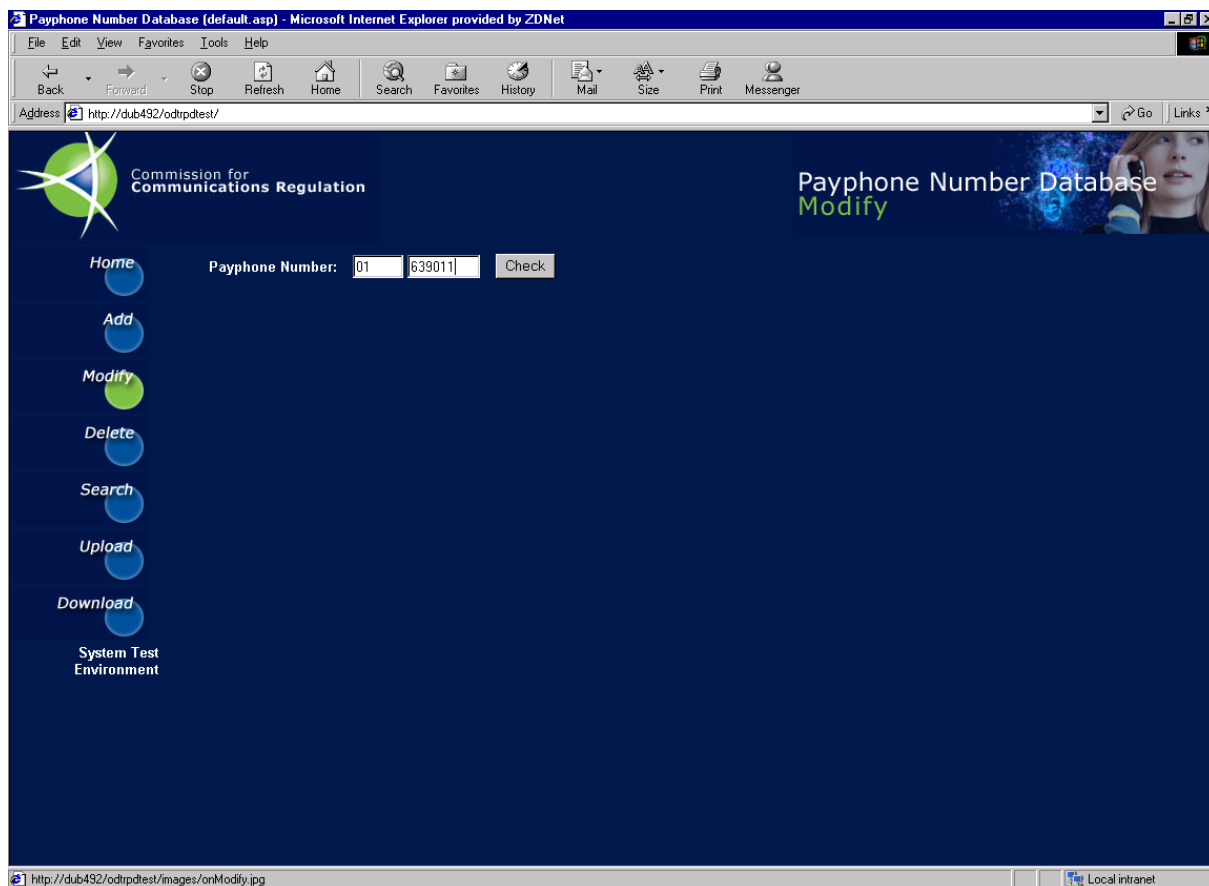 Payphone Number Database (default.asp) - Microsoft Internet Explorer provided by ZDNet
File Edit View Favorites Tools Help
Back Forward Stop Refresh Home Search Favorites History Mail Size Print Messenger
Address http://dub492/odtrpdtest/ Go Links
Commission for
Communications Regulation
Payphone Number Database
Modify
Home
Payphone Number: 01 639011 Check
Add
Modify
Delete
Search
Upload
Download
System Test
Environment
http://dub492/odtrpdtest/images/onModify.jpg Local intranet